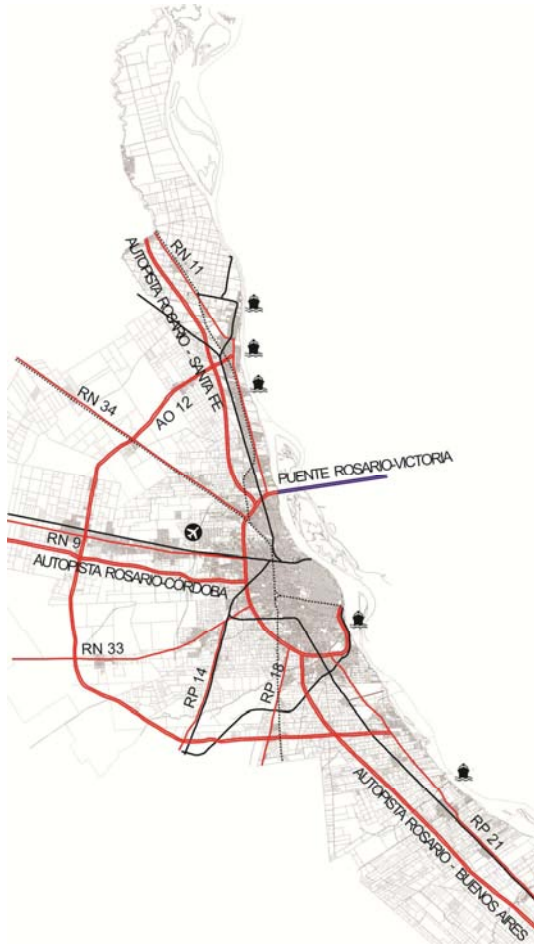 RN 11
AUTOPISTA ROSARIO - SANTA FE
RN 34
AO 12
PUENTE ROSARIO-VICTORIA
RN 9
AUTOPISTA ROSARIO-CÓRDOBA
RN 33
RP 14
RP 18
RP 21
AUTOPISTA ROSARIO - BUENOS AIRES